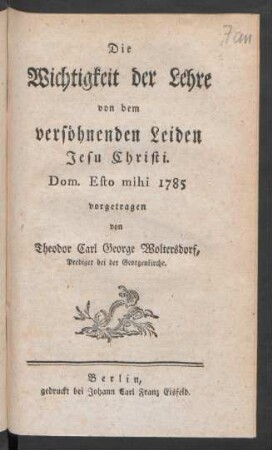 Die
Wichtigkeit der Lehre
von dem
versöhnenden Leiden
Jesu Christi.
Dom. Esto mihi 1785
vorgetragen
von
Theodor Carl George Woltersdorf,
Prediger bei der Georgenkirche.
Berlin,
gedruckt bei Johann Carl Franz Eisfeld.